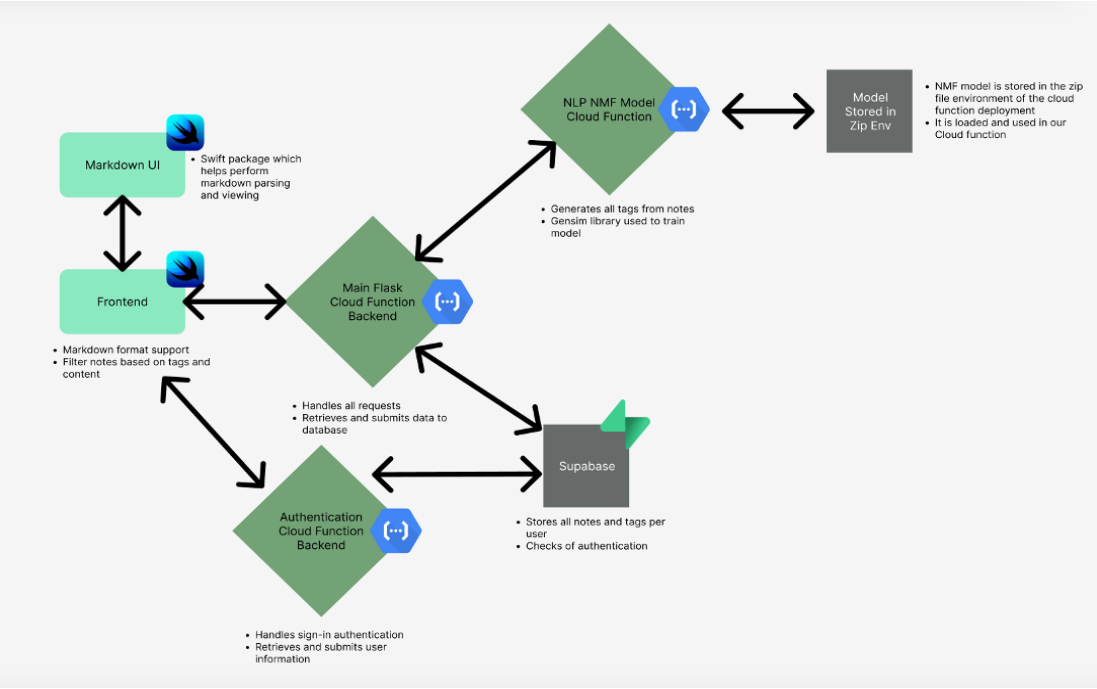 NLP NMF Model
Cloud Function
Model
Stored in
Zip Env
• NMF model is stored in the zip
file environment of the cloud
function deployment
• It is loaded and used in our
Cloud function
Markdown UI
• Swift package which
helps perform
markdown parsing
and viewing
• Generates all tags from notes
• Gensim library used to train
model
Frontend
Main Flask
Cloud Function
Backend
• Markdown format support
• Filter notes based on tags and
content
• Handles all requests
• Retrieves and submits data to
database
Supabase
• Stores all notes and tags per
user
• Checks of authentication
Authentication
Cloud Function
Backend
• Handles sign-in authentication
• Retrieves and submits user
information